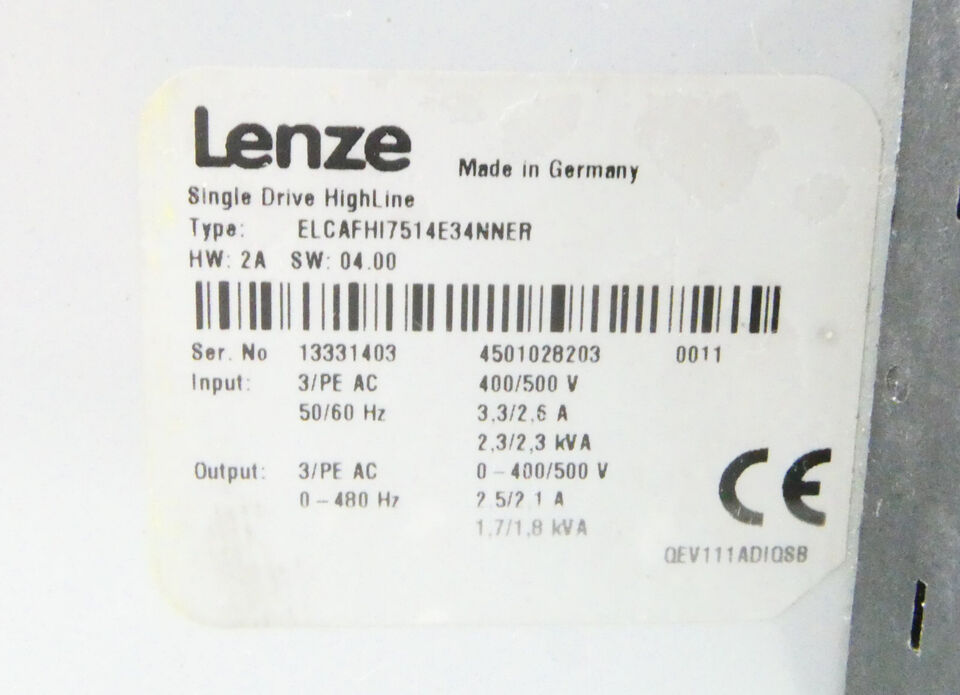 Lenze
Made in Germany
Single Drive HighLine
Type: ELCAFHI7514E34NNER
HW: 2A SW: 04.00
Ser. No 13331403 4501028203 0011
Input: 3/PE AC 400/500 V
50/60 Hz 3,3/2,6 A
2,3/2,3 kVA
Output: 3/PE AC 0-400/500 V
0-480 Hz 2,5/2,1 A
1,7/1,8 kVA
CE
QEV111ADIQSB